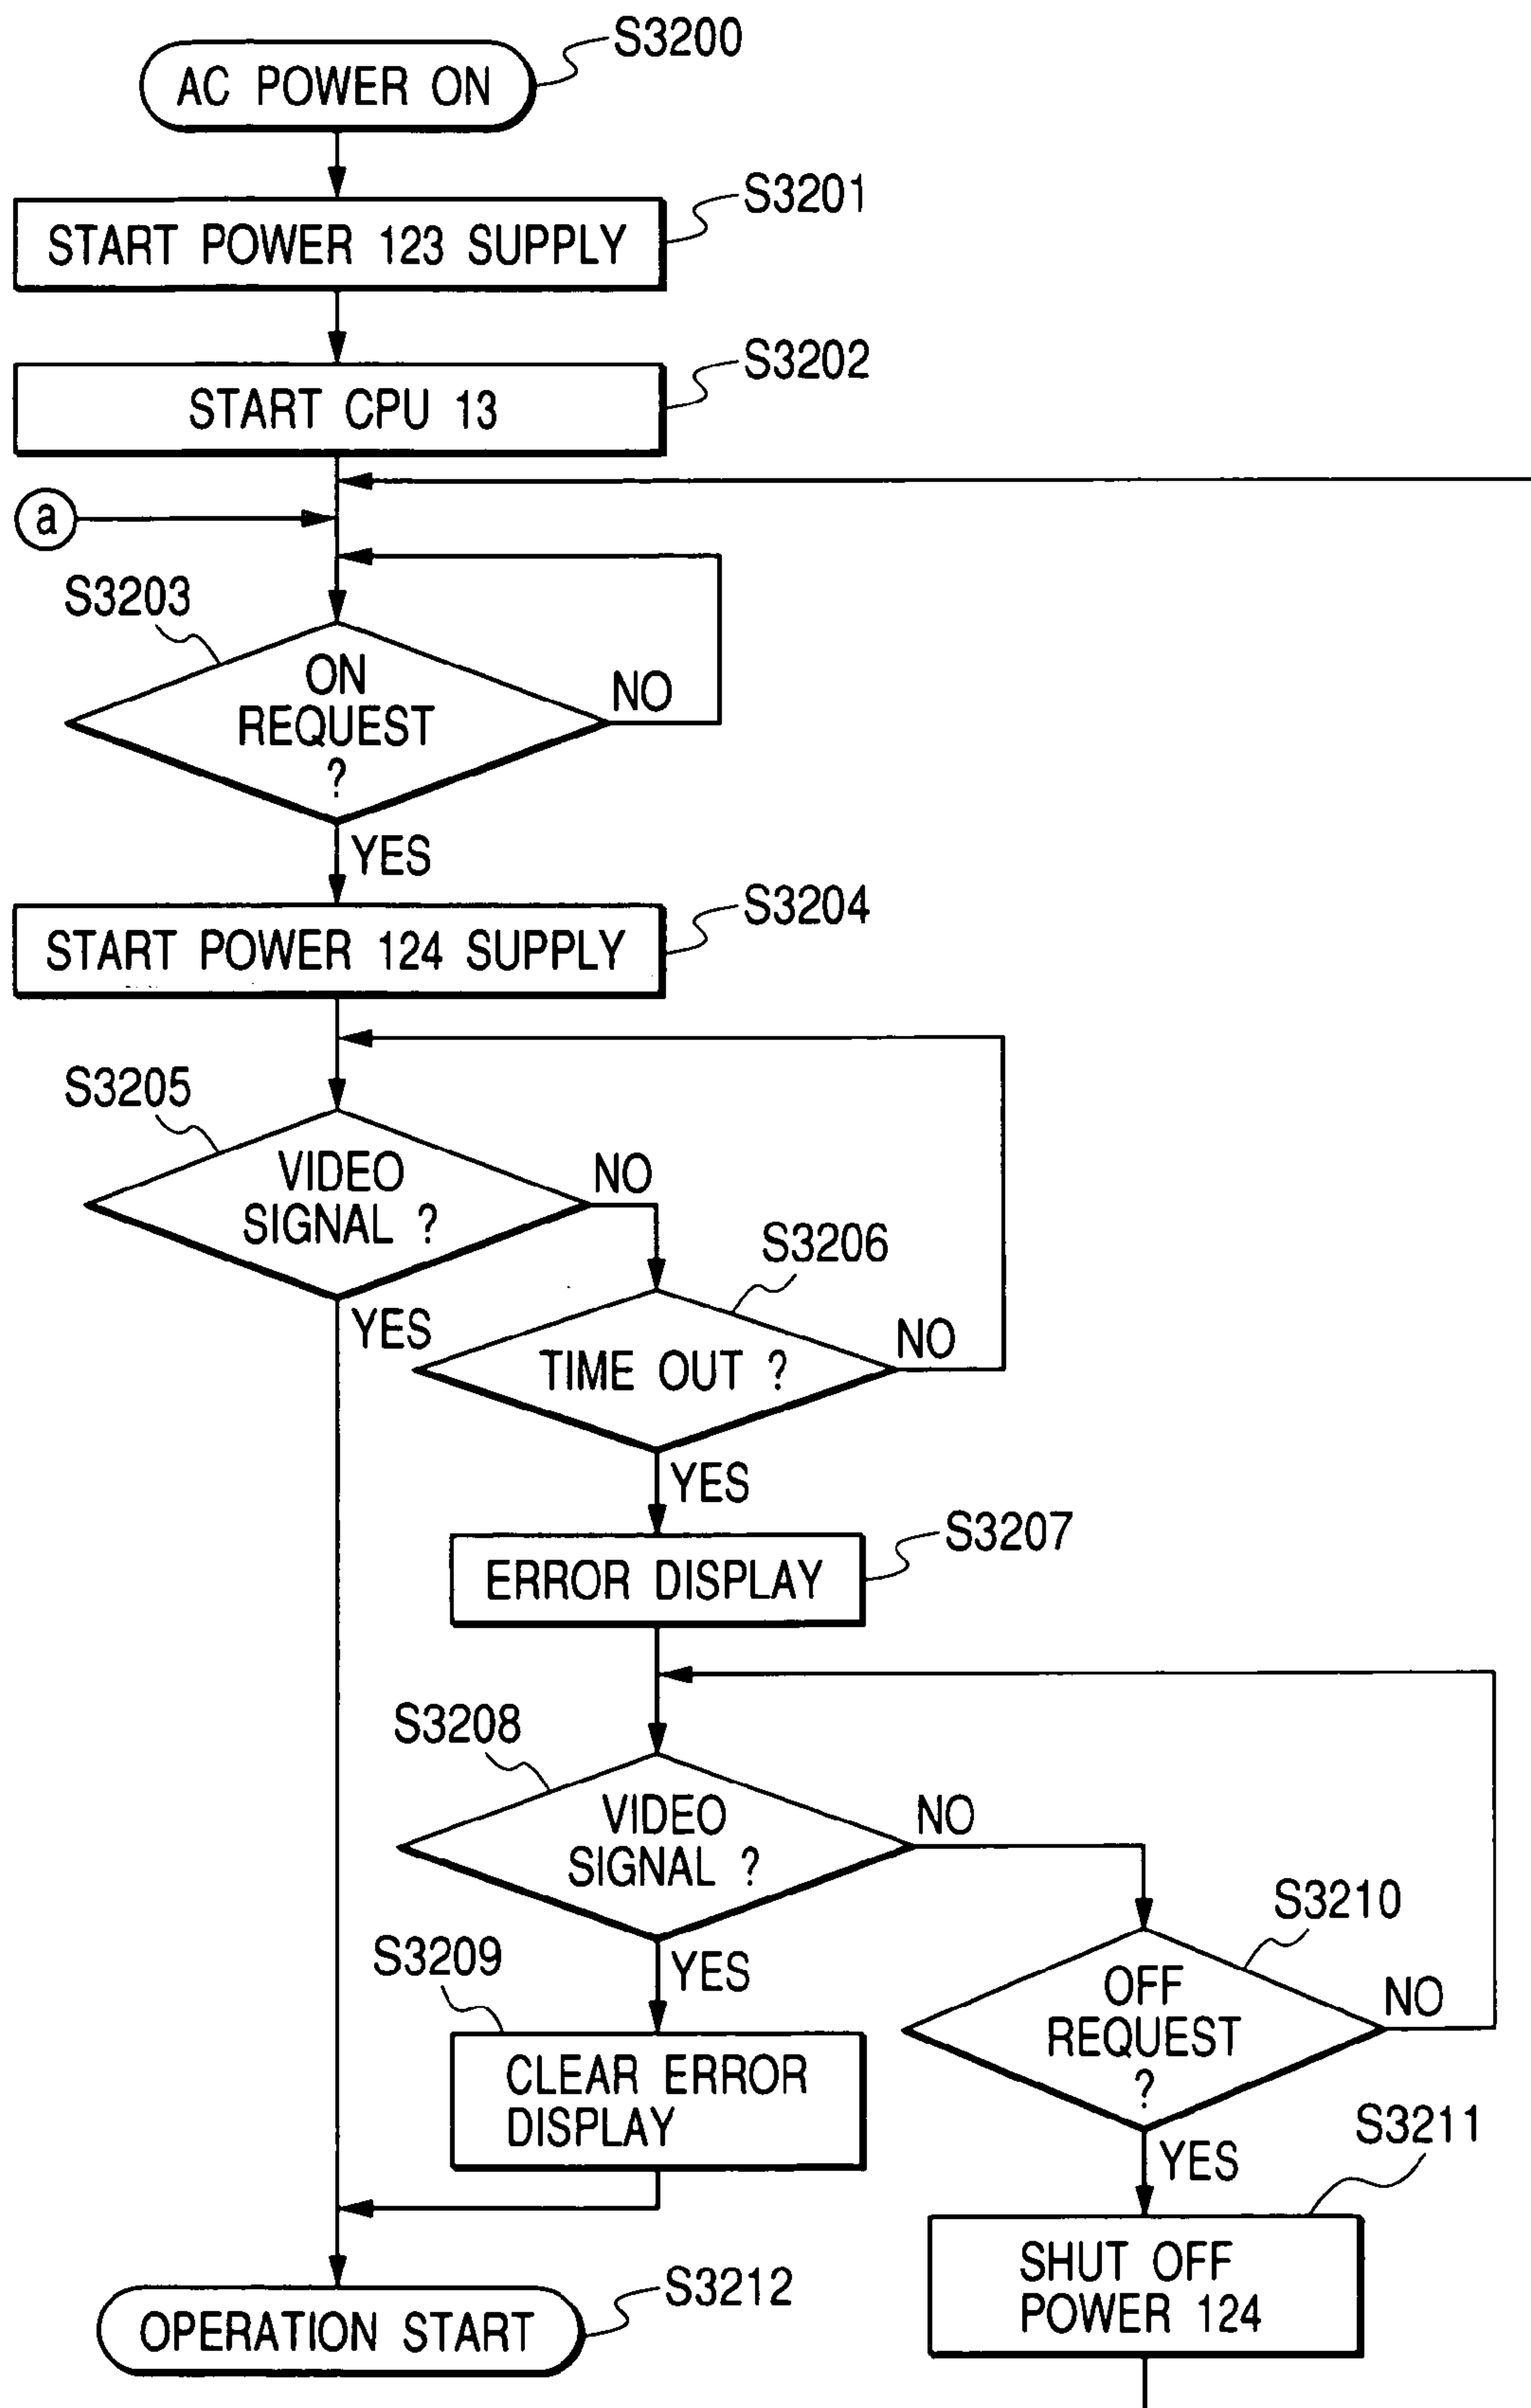 S3200
AC POWER ON
S3201
START POWER 123 SUPPLY
S3202
START CPU 13
a
S3203
ON
REQUEST
?
NO
YES
S3204
START POWER 124 SUPPLY
S3205
VIDEO
SIGNAL ?
NO
YES
S3206
TIME OUT ?
NO
YES
S3207
ERROR DISPLAY
S3208
VIDEO
SIGNAL ?
NO
YES
S3209
CLEAR ERROR
DISPLAY
S3210
OFF
REQUEST
?
NO
YES
S3211
SHUT OFF
POWER 124
S3212
OPERATION START